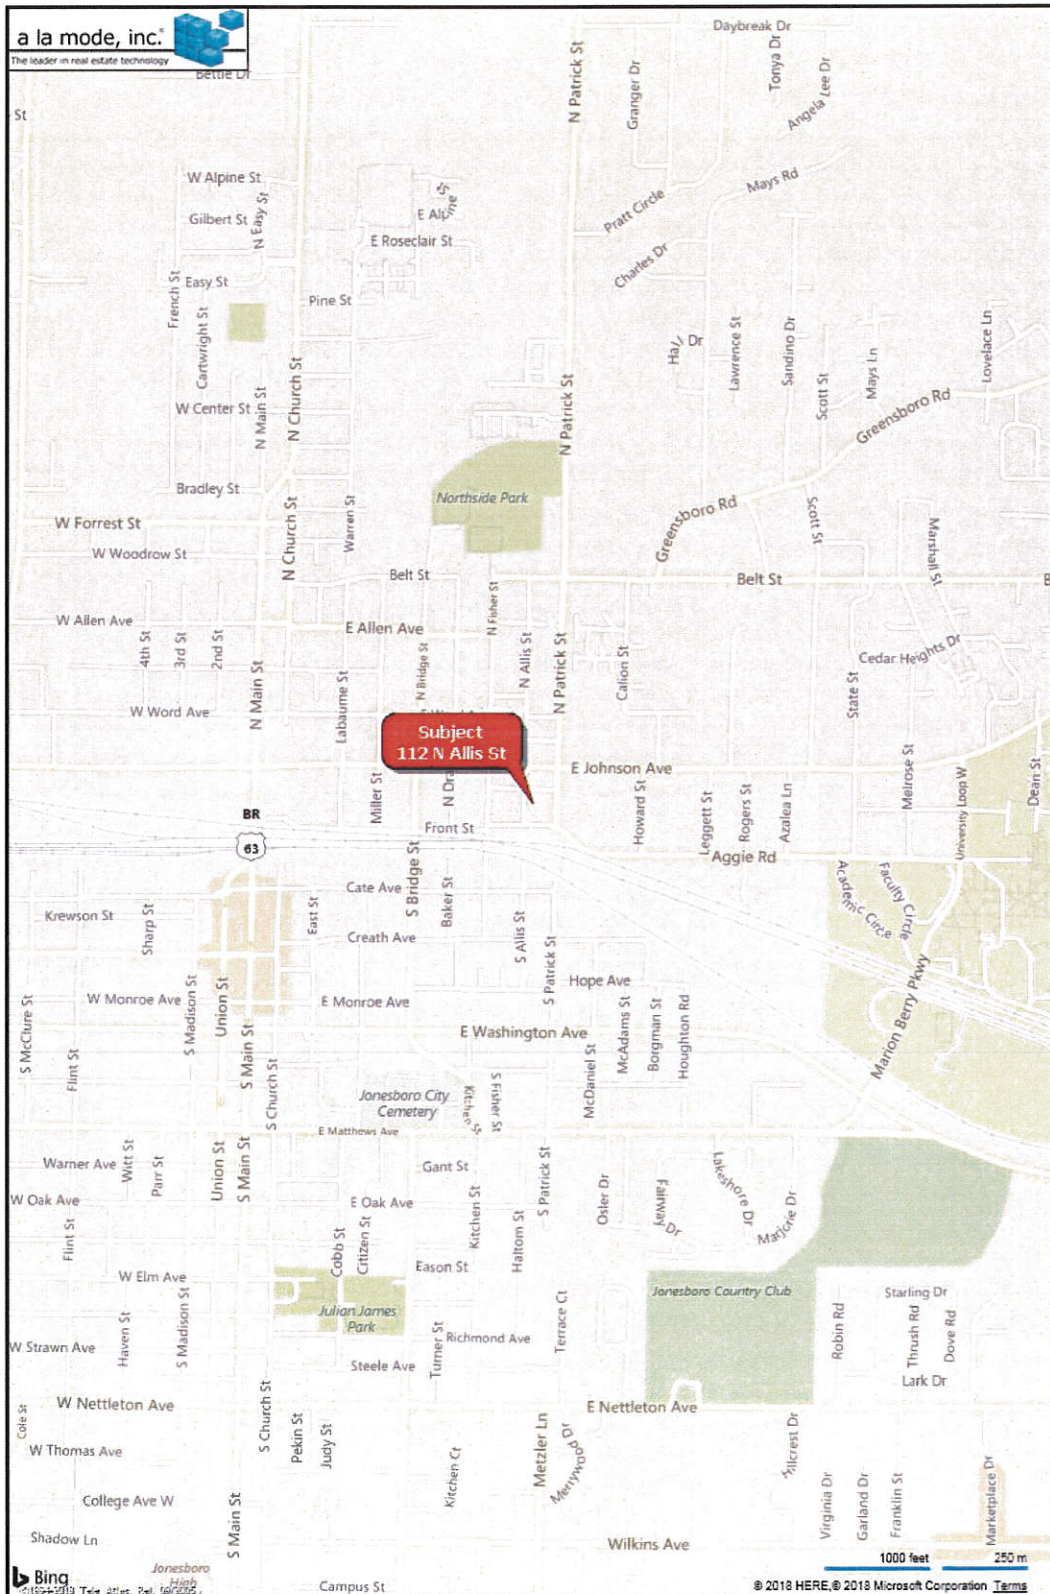 a la mode, inc.
The leader in real estate technology
Daybreak Dr
Bettie Dr
St
N Patrick St
Granger Dr
Tonya Dr
Angela Lee Dr
W Alpine St
Gilbert St
N Easy St
E Alpine St
E Roseclair St
Pratt Circle
Mays Rd
Charles Dr
French St
Easy St
Pine St
Cartwright St
Lawrence St
Sandino Dr
Scott St
Mays Ln
Lovelace Ln
W Center St
N Main St
N Church St
N Patrick St
Greensboro Rd
Bradley St
Northside Park
W Forrest St
N Church St
Warren St
Greensboro Rd
Scott St
Marshall St
W Woodrow St
Belt St
Belt St
B
N Fisher St
W Allen Ave
E Allen Ave
4th St
3rd St
2nd St
N Main St
Labaume St
N Bridge St
N Allis St
N Patrick St
Calion St
Cedar Heights Dr
State St
W Word Ave
Subject
112 N Allis St
E Johnson Ave
Miller St
N Dra
Howard St
Leggett St
Rogers St
Azalea Ln
Melrose St
University Loop W
Dean St
BR
63
Front St
Aggie Rd
S Bridge St
Cate Ave
Baker St
Academic Circle
Faculty Circle
Krewson St
Sharp St
East St
Creath Ave
S Allis St
S Patrick St
Hope Ave
S McClure St
W Monroe Ave
S Madison St
Union St
E Monroe Ave
E Washington Ave
McAdams St
Borgman St
Houghton Rd
Marion Berry Pkwy
Flint St
S Main St
S Church St
McDaniel St
Jonesboro City
Cemetery
Kitchen St
S Fisher St
E Matthews Ave
Warner Ave
Witt St
Parr St
Union St
S Main St
Gant St
S Patrick St
Lakeshore Dr
W Oak Ave
E Oak Ave
Kitchen St
Osler Dr
Fairway Dr
Marjorie Dr
Flint St
Cobb St
Citizen St
Haltom St
W Elm Ave
Eason St
Jonesboro Country Club
Starling Dr
Julian James
Park
Haven St
S Madison St
Turner St
Richmond Ave
Terrace Ct
Robin Rd
Thrush Rd
Dove Rd
W Strawn Ave
Steele Ave
Lark Dr
W Nettleton Ave
E Nettleton Ave
Cole St
S Church St
Pekin St
Judy St
W Thomas Ave
Kitchen Ct
Metzler Ln
Merrywood Dr
Hillcrest Dr
College Ave W
S Main St
Virginia Dr
Garland Dr
Franklin St
Marketplace Dr
Shadow Ln
Wilkins Ave
Jonesboro
High
1000 feet
250 m
Bing
Campus St
© 2018 HERE, © 2018 Microsoft Corporation Terms